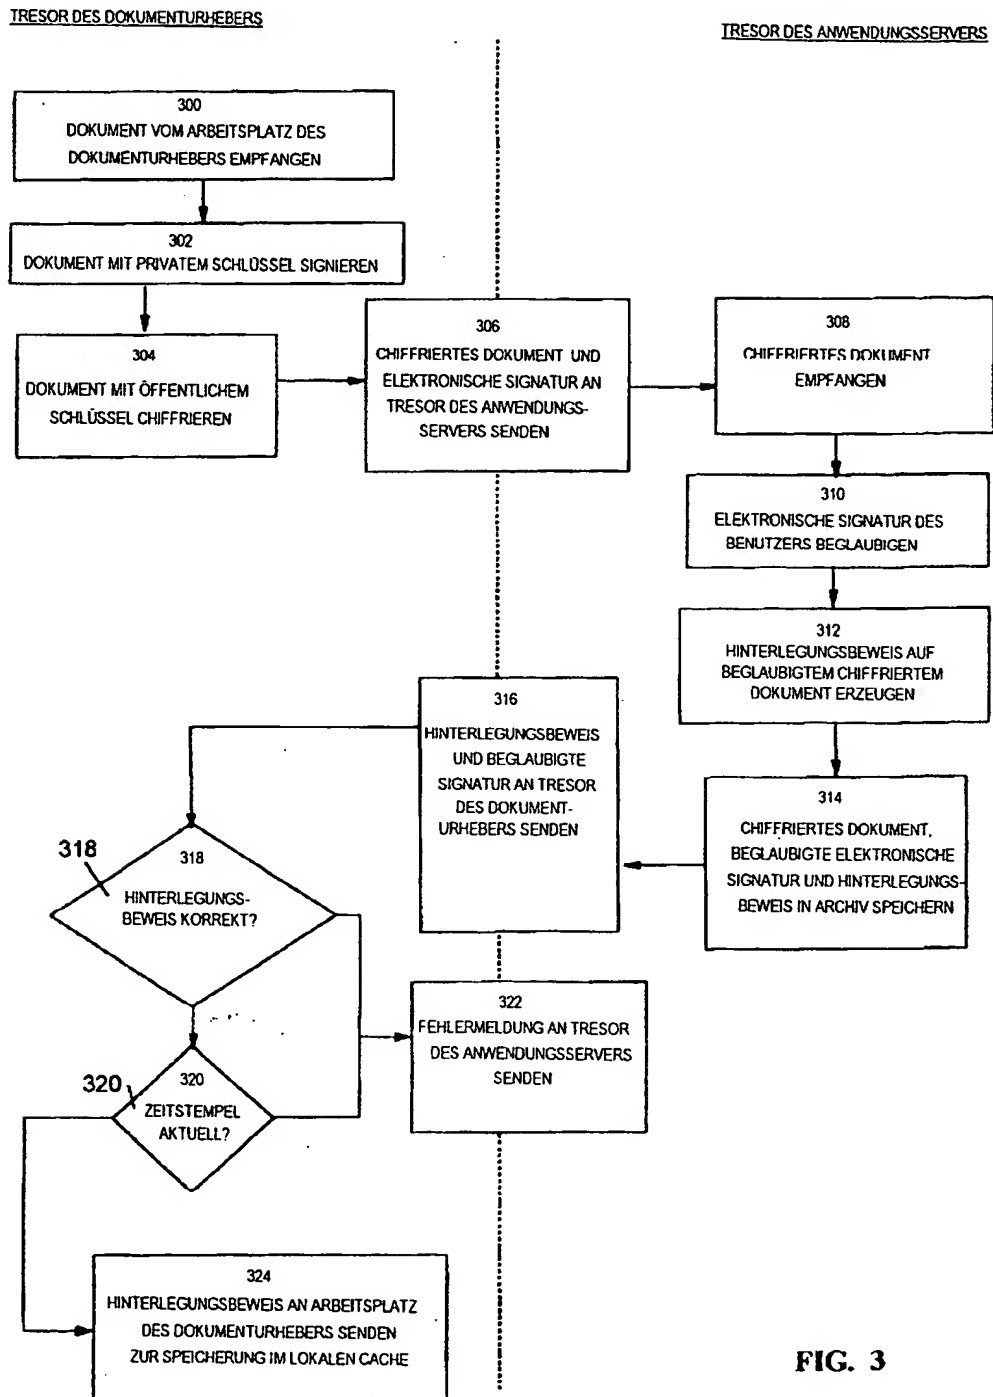 TRESOR DES DOKUMENTURHEBERS
TRESOR DES ANWENDUNGSSERVERS
300
DOKUMENT VOM ARBEITSPLATZ DES
DOKUMENTURHEBERS EMPFANGEN
302
DOKUMENT MIT PRIVATEM SCHLÜSSEL SIGNIEREN
304
DOKUMENT MIT ÖFFENTLICHEM
SCHLÜSSEL CHIFFRIEREN
306
CHIFFRIERTES DOKUMENT UND
ELEKTRONISCHE SIGNATUR AN
TRESOR DES ANWENDUNGS-
SERVERS SENDEN
308
CHIFFRIERTES DOKUMENT
EMPFANGEN
310
ELEKTRONISCHE SIGNATUR DES
BENUTZERS BEGLAUBIGEN
312
HINTERLEGUNGSBEWEIS AUF
BEGLAUBIGTEM CHIFFRIERTEM
DOKUMENT ERZEUGEN
314
CHIFFRIERTES DOKUMENT,
BEGLAUBIGTE ELEKTRONISCHE
SIGNATUR UND HINTERLEGUNGS-
BEWEIS IN ARCHIV SPEICHERN
316
HINTERLEGUNGSBEWEIS
UND BEGLAUBIGTE
SIGNATUR AN TRESOR
DES DOKUMENT-
URHEBERS SENDEN
318
318
HINTERLEGUNGS-
BEWEIS KORREKT?
320
320
ZEITSTEMPEL
AKTUELL?
322
FEHLERMELDUNG AN TRESOR
DES ANWENDUNGSSERVERS
SENDEN
324
HINTERLEGUNGSBEWEIS AN ARBEITSPLATZ
DES DOKUMENTURHEBERS SENDEN
ZUR SPEICHERUNG IM LOKALEN CACHE
FIG. 3